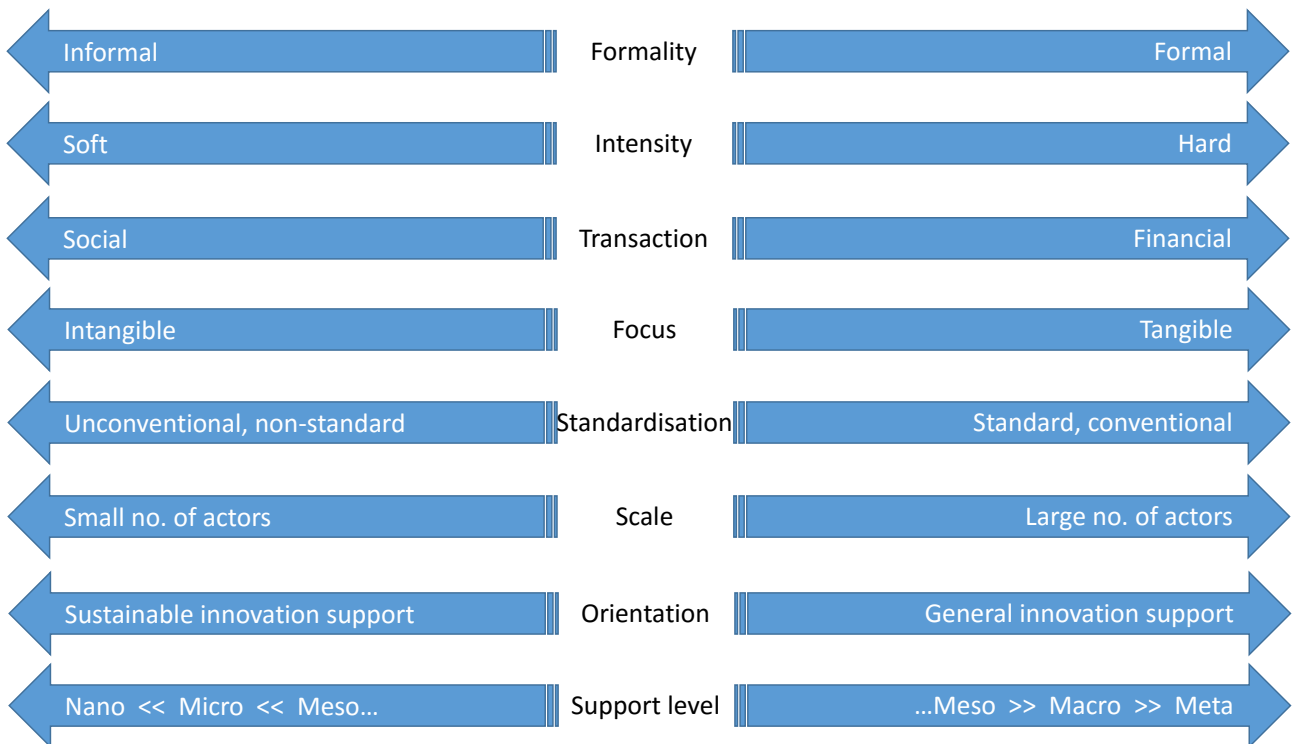 Informal Formality Formal
Soft Intensity Hard
Social Transaction Financial
Intangible Focus Tangible
Unconventional, non-standard Standardisation Standard, conventional
Small no. of actors Scale Large no. of actors
Sustainable innovation support Orientation General innovation support
Nano << Micro << Meso... Support level ...Meso >> Macro >> Meta